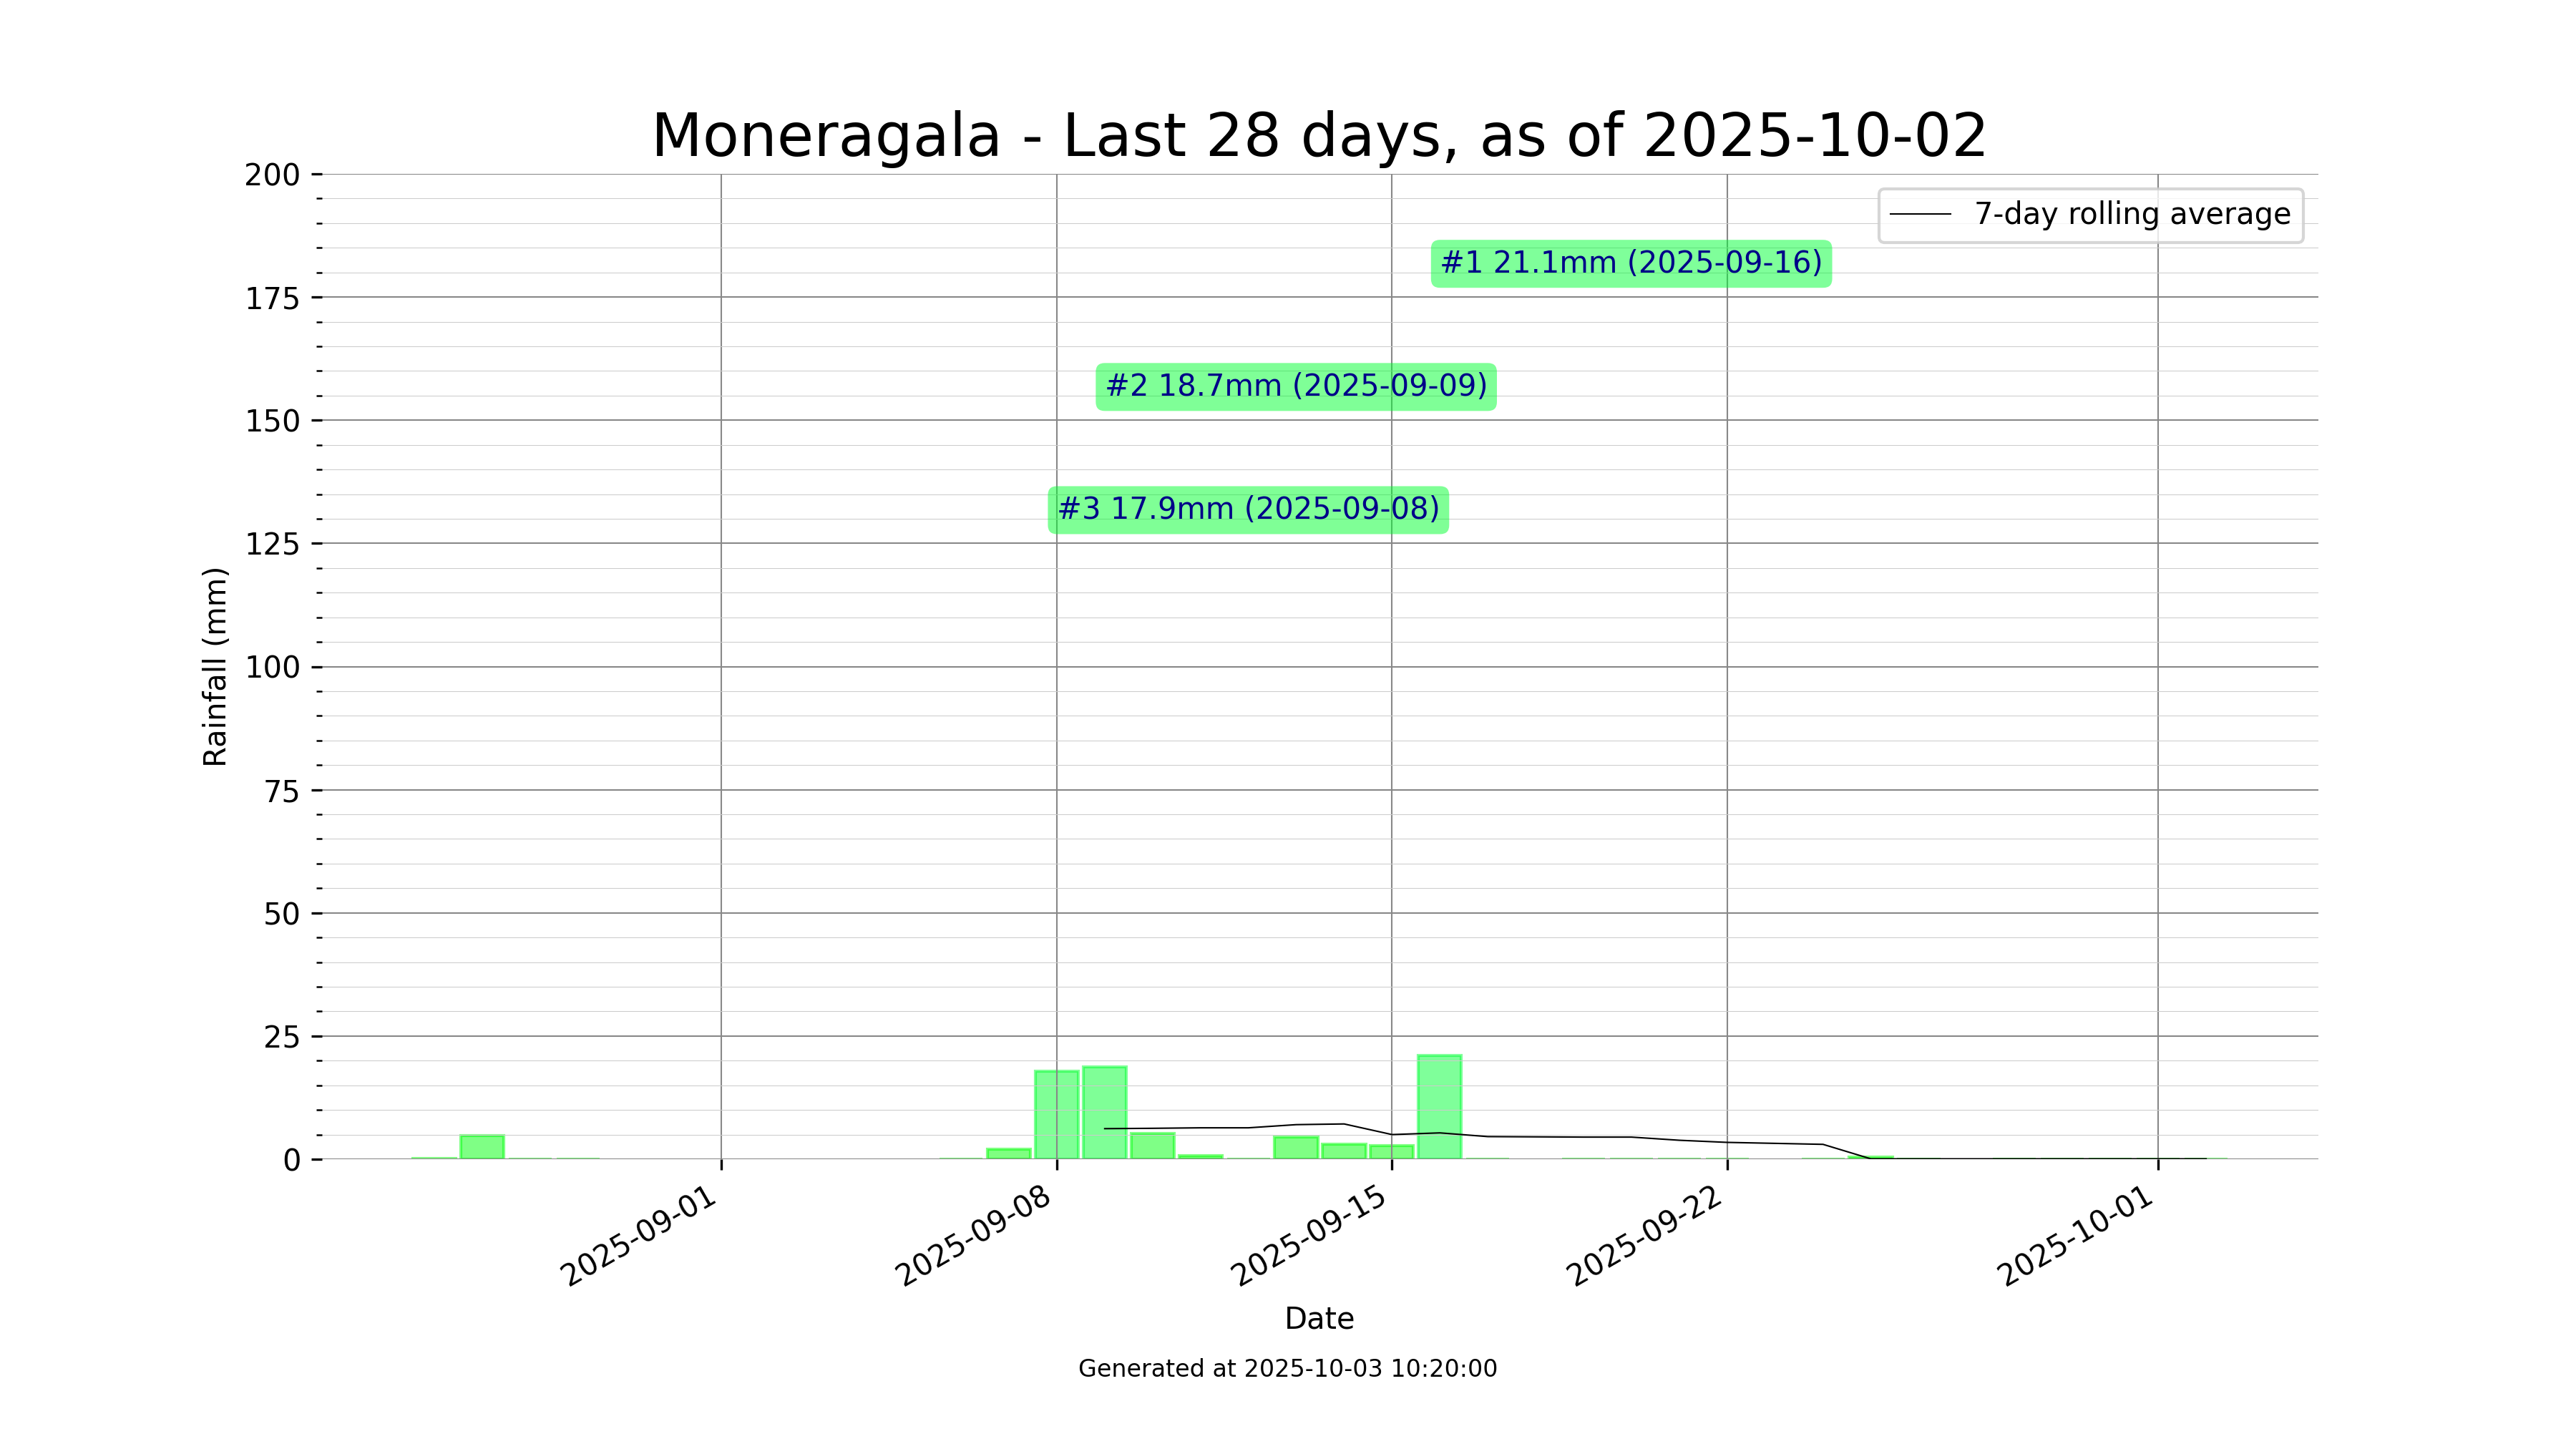 Moneragala - Last 28 days, as of 2025-10-02
7-day rolling average
#1 21.1mm (2025-09-16)
#2 18.7mm (2025-09-09)
#3 17.9mm (2025-09-08)
Rainfall (mm)
200
175
150
125
100
75
50
25
0
2025-09-01
2025-09-08
2025-09-15
2025-09-22
2025-10-01
Date
Generated at 2025-10-03 10:20:00